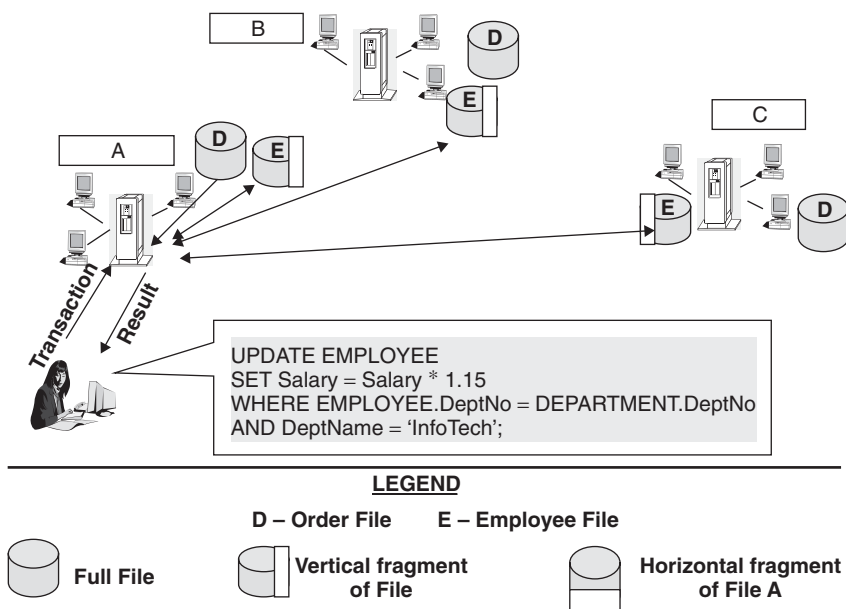 B
D
E
C
A
D
E
E
D
Transaction
Result
UPDATE EMPLOYEE
SET Salary = Salary * 1.15
WHERE EMPLOYEE.DeptNo = DEPARTMENT.DeptNo
AND DeptName = ‘InfoTech’;
LEGEND
D – Order File E – Employee File
Full File
Vertical fragment
of File
Horizontal fragment
of File A